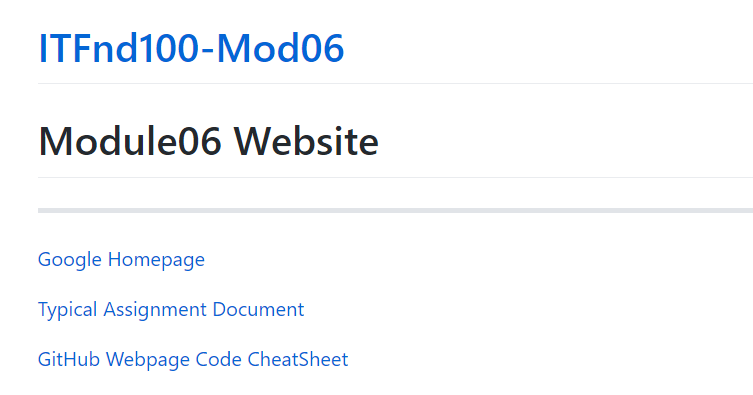 ITFnd100-Mod06
Module06 Website
Google Homepage
Typical Assignment Document
GitHub Webpage Code CheatSheet